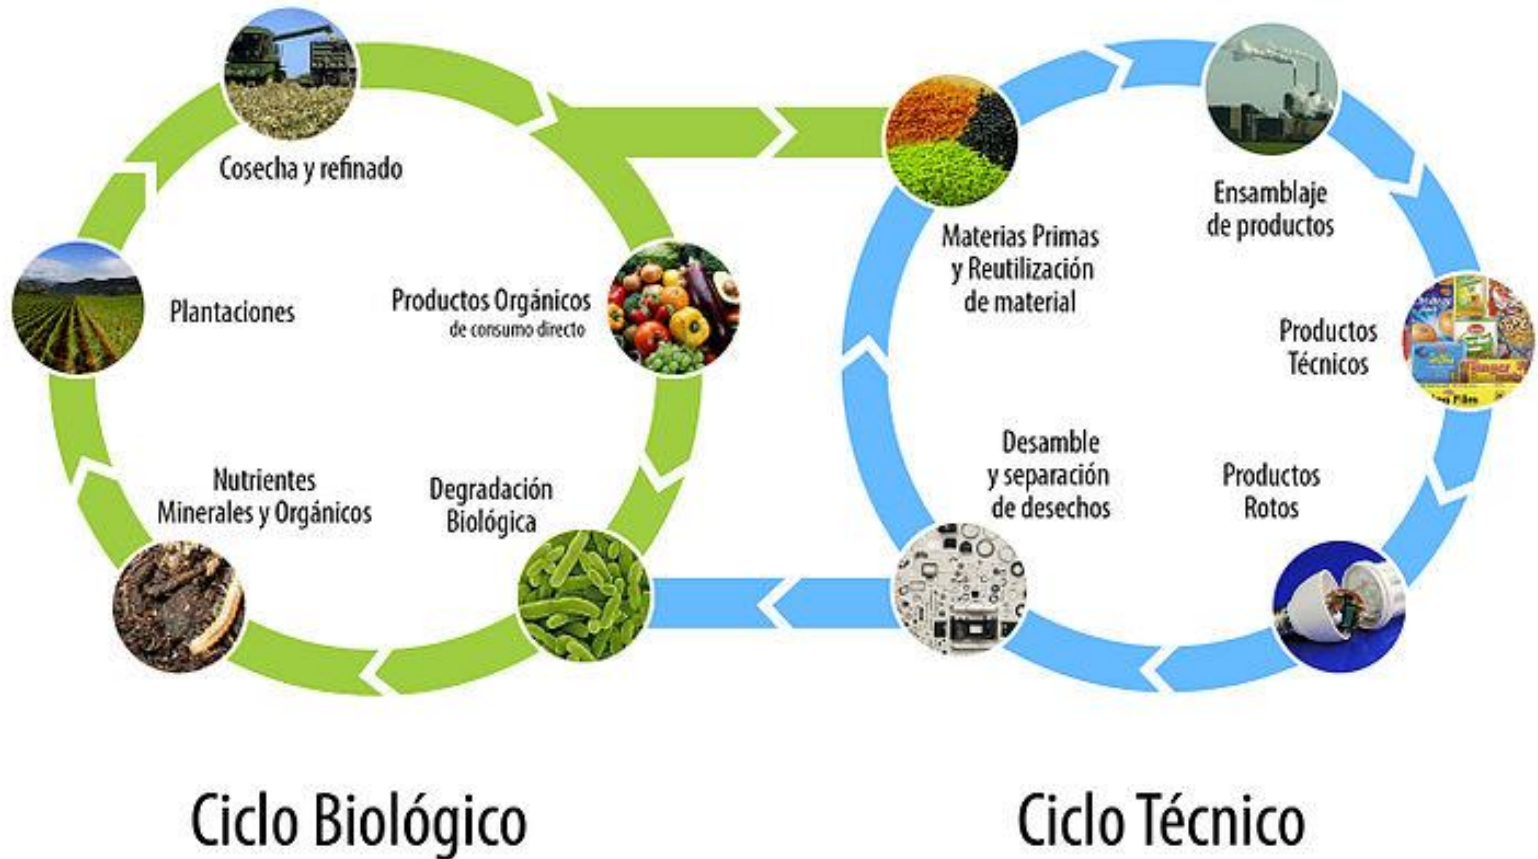 Cosecha y refinado
Plantaciones
Productos Orgánicos
de consumo directo
Nutrientes
Minerales y Orgánicos
Degradación
Biológica
Materias Primas
y Reutilización
de material
Ensamblaje
de productos
Productos
Técnicos
Desamble
y separación
de desechos
Productos
Rotos
Ciclo Biológico
Ciclo Técnico